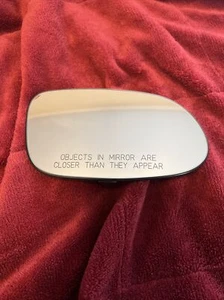 OBJECTS IN MIRROR ARE
CLOSER THAN THEY APPEAR